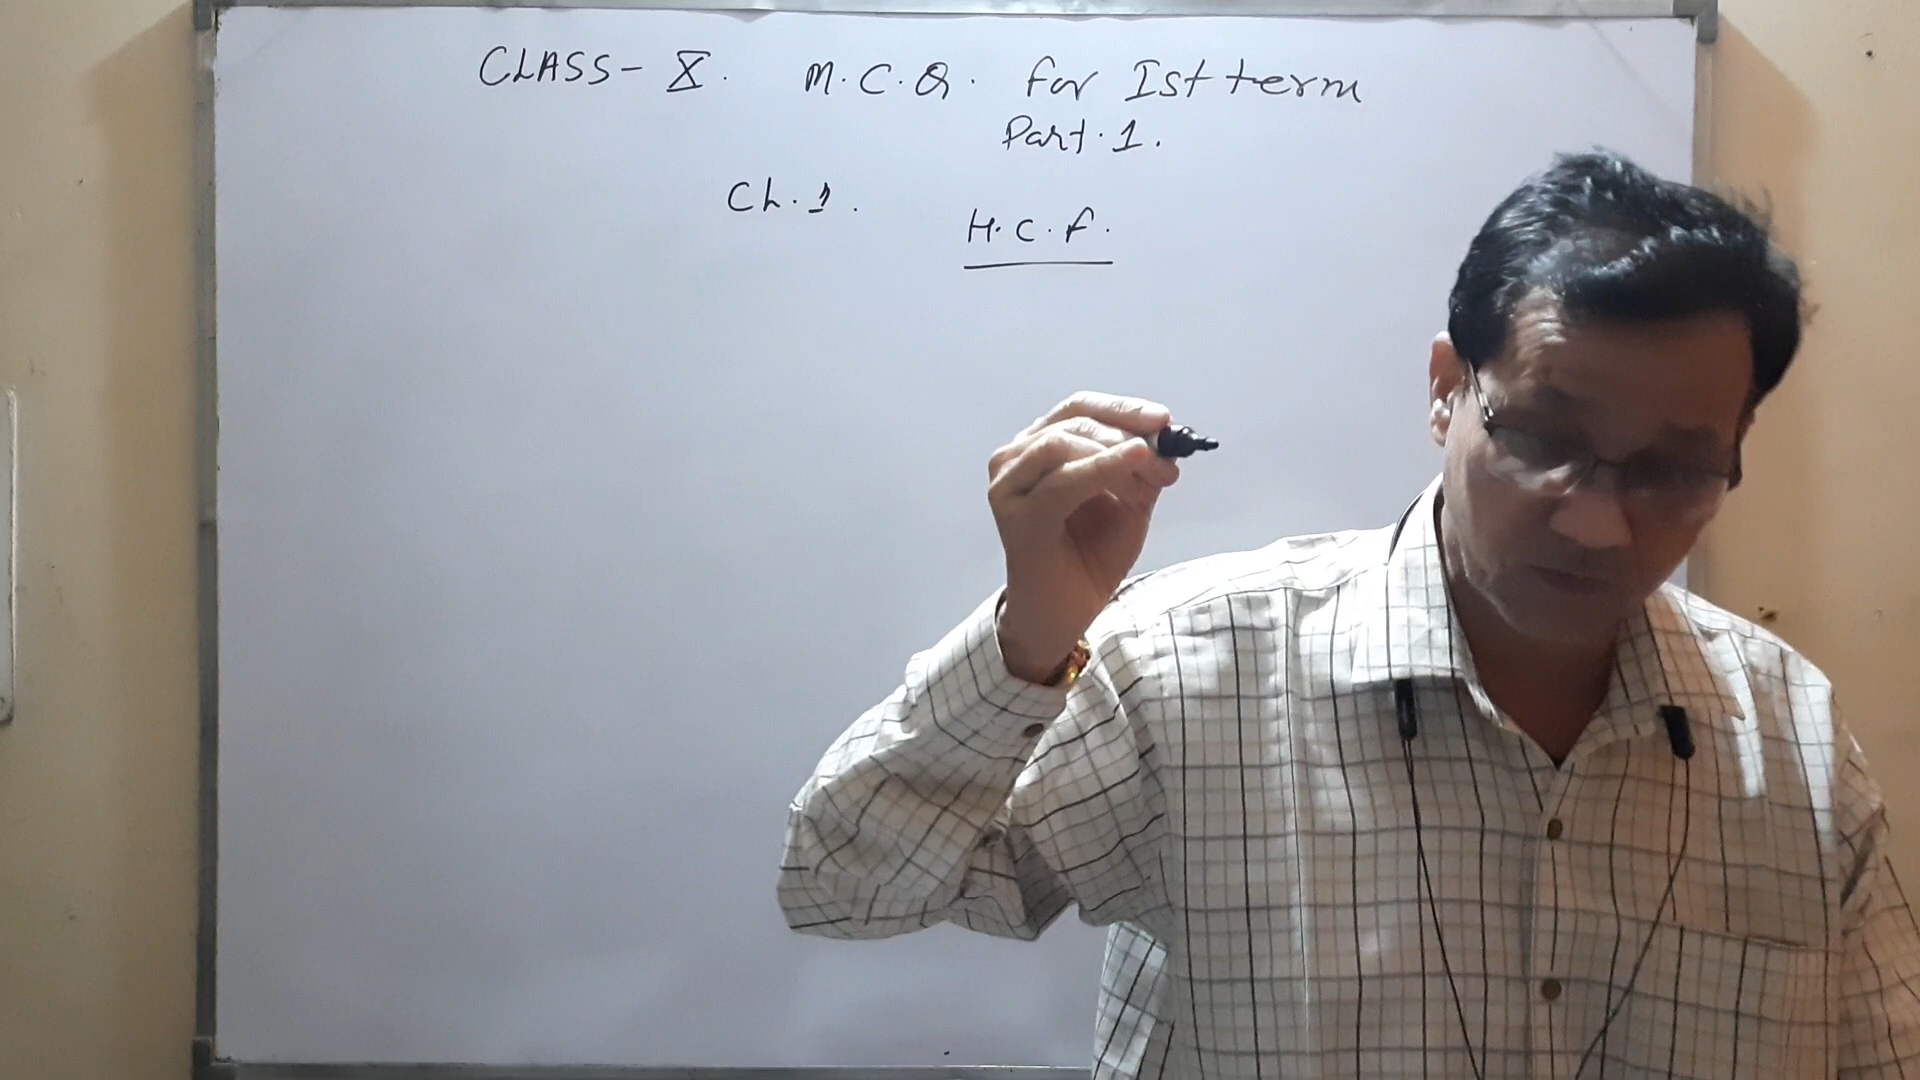 CLASS- X. M.C.Q. for Ist term
Part.1.
Ch.1.
H.C.f.